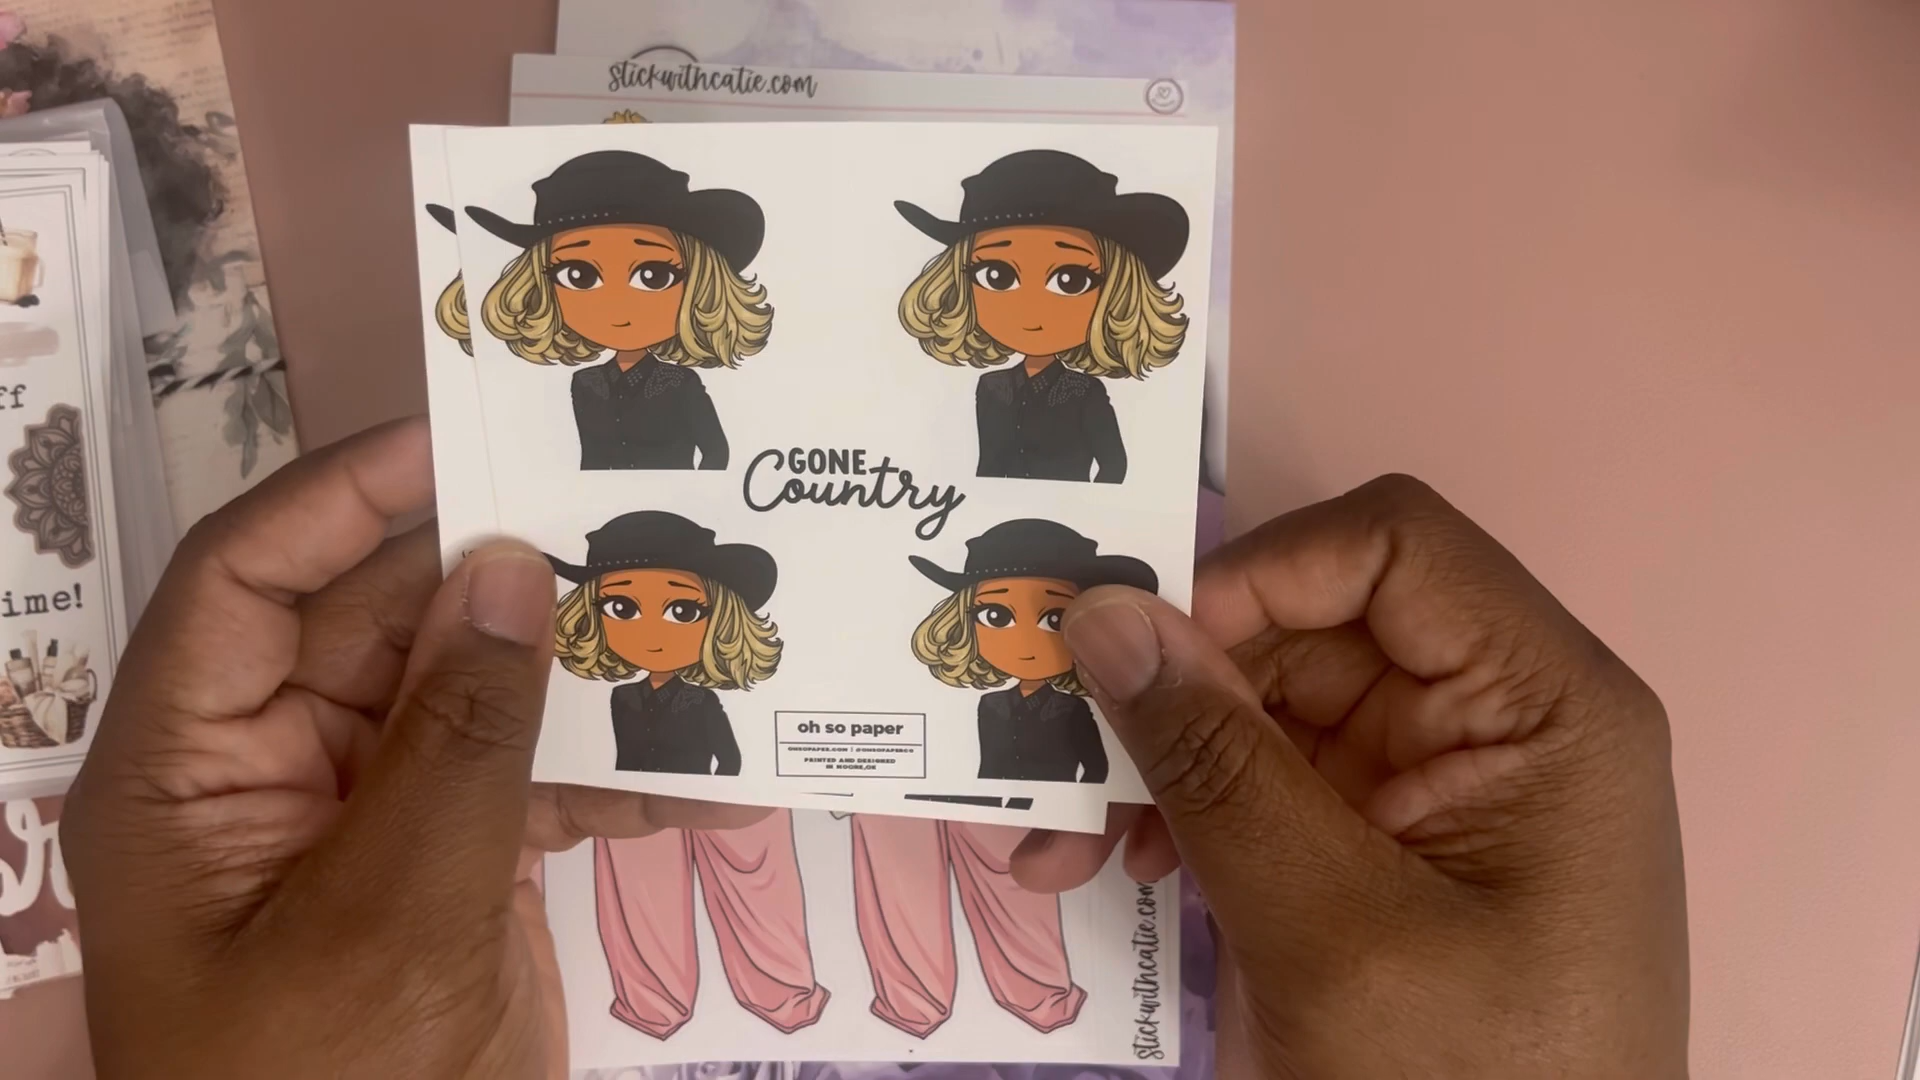 stickwithcatie.com
GONE
Country
oh so paper
OHSOPAPER.COM | @OHSOPAPERCO
PRINTED AND DESIGNED
IN MOORE,OK
ff
ime!
stickwithcatie.com